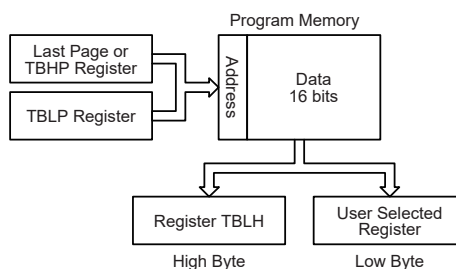 Program Memory
Last Page or
TBHP Register
TBLP Register
Address
Data
16 bits
Register TBLH
High Byte
User Selected
Register
Low Byte